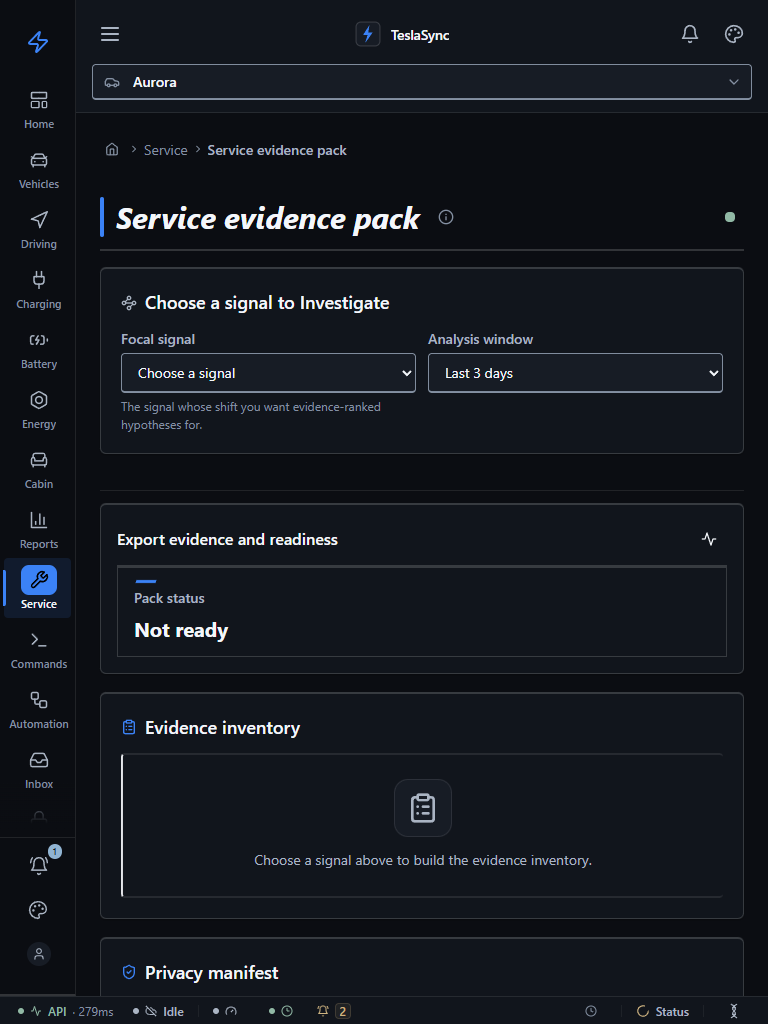 TeslaSync
Aurora
Home
Vehicles
Driving
Charging
Battery
Energy
Cabin
Reports
Service
Commands
Automation
Inbox
1
Service
Service evidence pack
Service evidence pack
Choose a signal to Investigate
Focal signal
Analysis window
Choose a signal
Last 3 days
The signal whose shift you want evidence-ranked
hypotheses for.
Export evidence and readiness
Pack status
Not ready
Evidence inventory
Choose a signal above to build the evidence inventory.
Privacy manifest
API · 279ms
Idle
2
Status